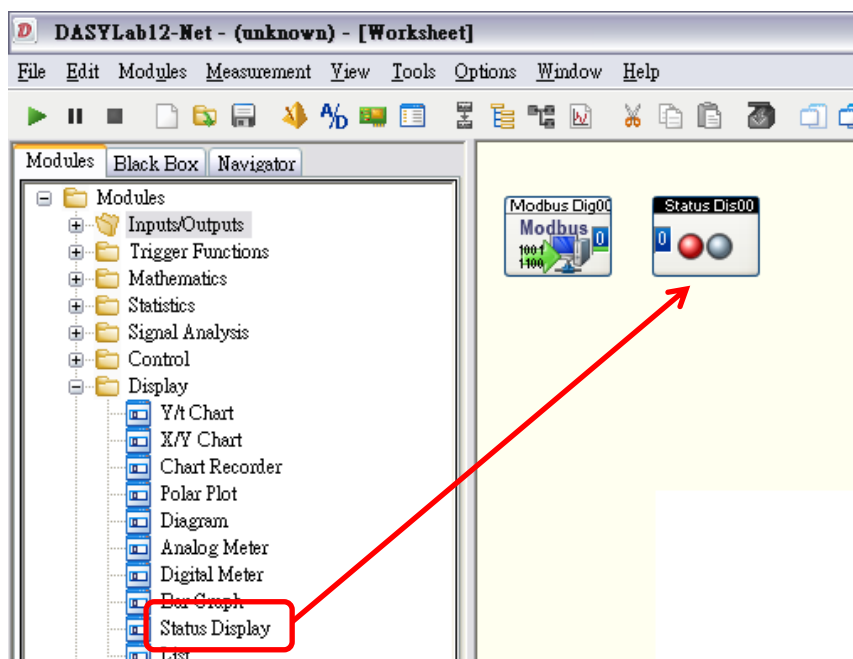 DASYLab12-Net - (unknown) - [Worksheet]
File Edit Modules Measurement View Tools Options Window Help
A/D
Modules Black Box Navigator
Modules
Inputs/Outputs
Trigger Functions
Mathematics
Statistics
Signal Analysis
Control
Display
Y/t Chart
X/Y Chart
Chart Recorder
Polar Plot
Diagram
Analog Meter
Digital Meter
Bar Graph
Status Display
List
Modbus Dig00
Modbus
1001
1100
0
Status Dis00
0